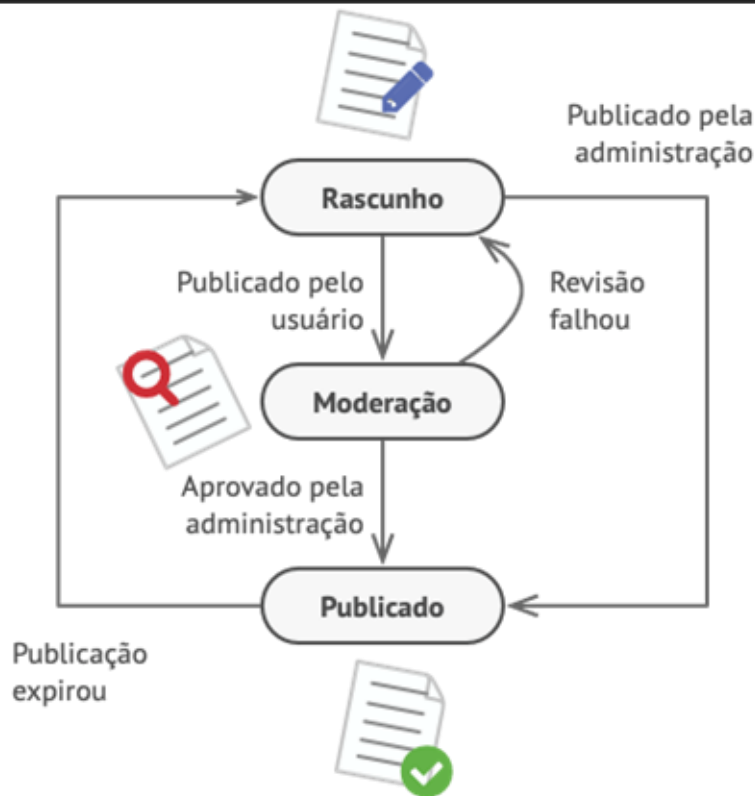 Publicado pela
administração
Rascunho
Publicado pelo
usuário
Revisão
falhou
Moderação
Aprovado pela
administração
Publicado
Publicação
expirou